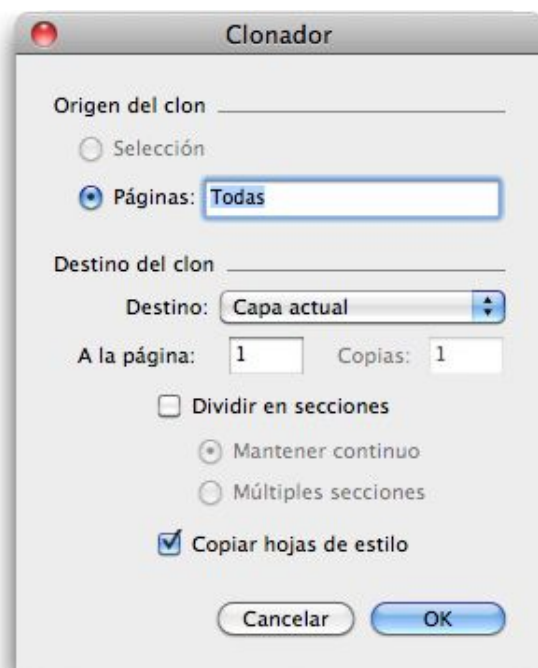 Clonador
Origen del clon
Selección
Páginas: Todas
Destino del clon
Destino: Capa actual
A la página: 1 Copias: 1
Dividir en secciones
Mantener continuo
Múltiples secciones
Copiar hojas de estilo
Cancelar OK